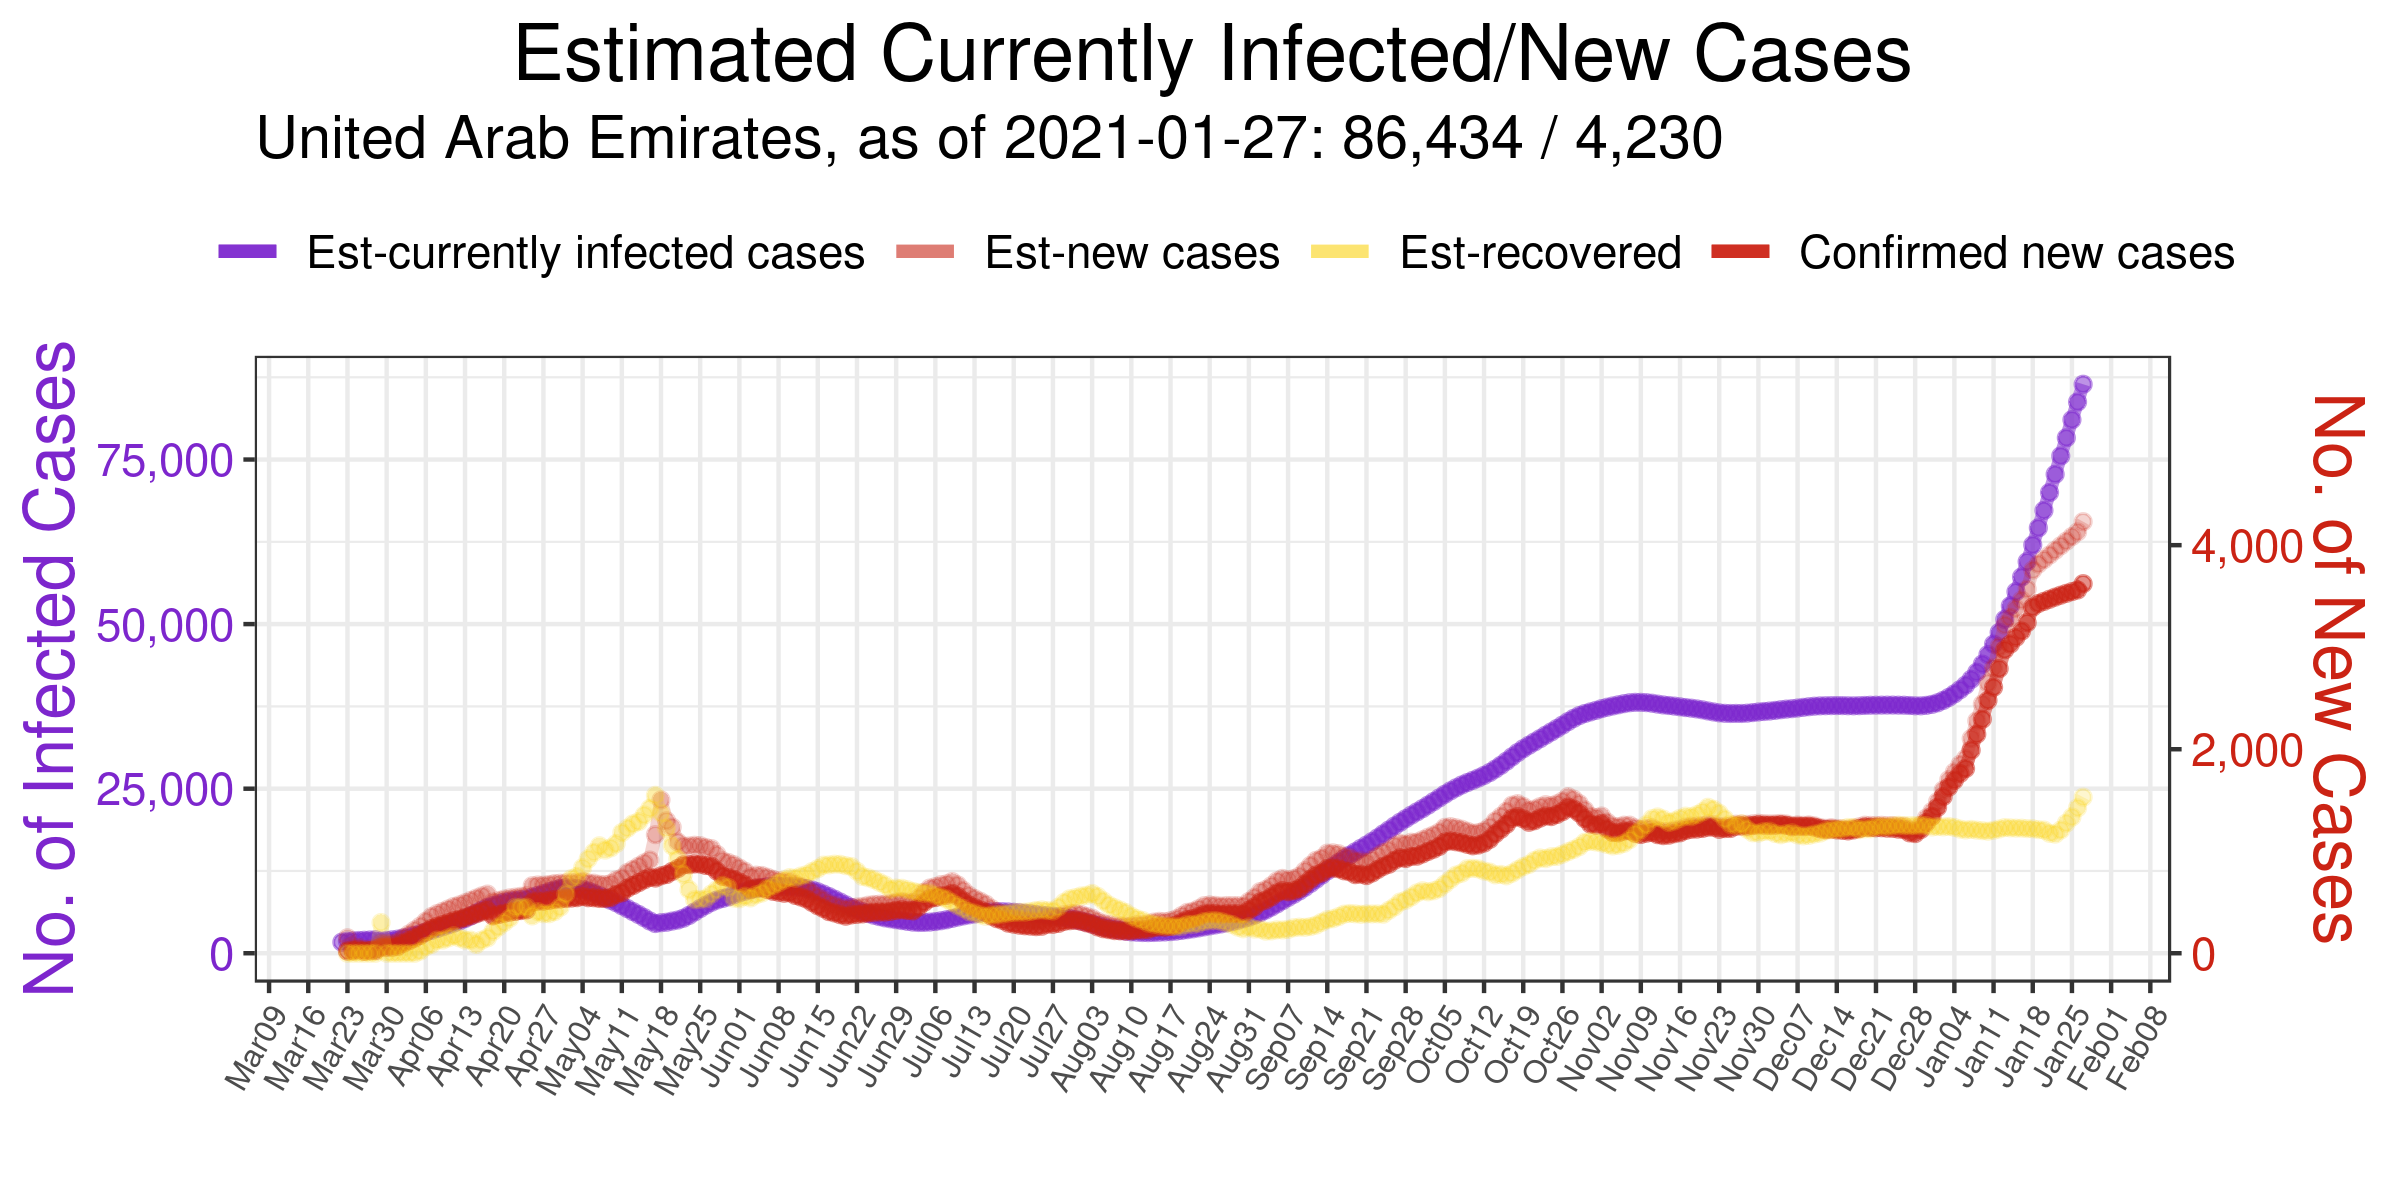 Estimated Currently Infected/New Cases
United Arab Emirates, as of 2021-01-27: 86,434 / 4,230
Est-currently infected cases Est-new cases Est-recovered Confirmed new cases
No. of Infected Cases
75,000
50,000
25,000
0
4,000
2,000
0
No. of New Cases
Mar09 Mar16 Mar23 Mar30 Apr06 Apr13 Apr20 Apr27 May04 May11 May18 May25 Jun01 Jun08 Jun15 Jun22 Jun29 Jul06 Jul13 Jul20 Jul27 Aug03 Aug10 Aug17 Aug24 Aug31 Sep07 Sep14 Sep21 Sep28 Oct05 Oct12 Oct19 Oct26 Nov02 Nov09 Nov16 Nov23 Nov30 Dec07 Dec14 Dec21 Dec28 Jan04 Jan11 Jan18 Jan25 Feb01 Feb08